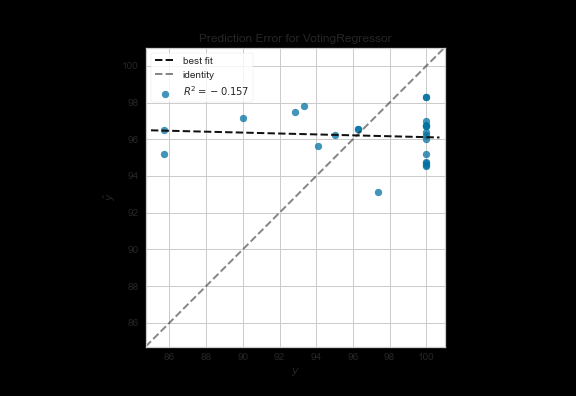 Prediction Error for VotingRegressor
best fit
identity
R² = −0.157
100
98
96
94
92
90
88
86
ŷ
86 88 90 92 94 96 98 100
y